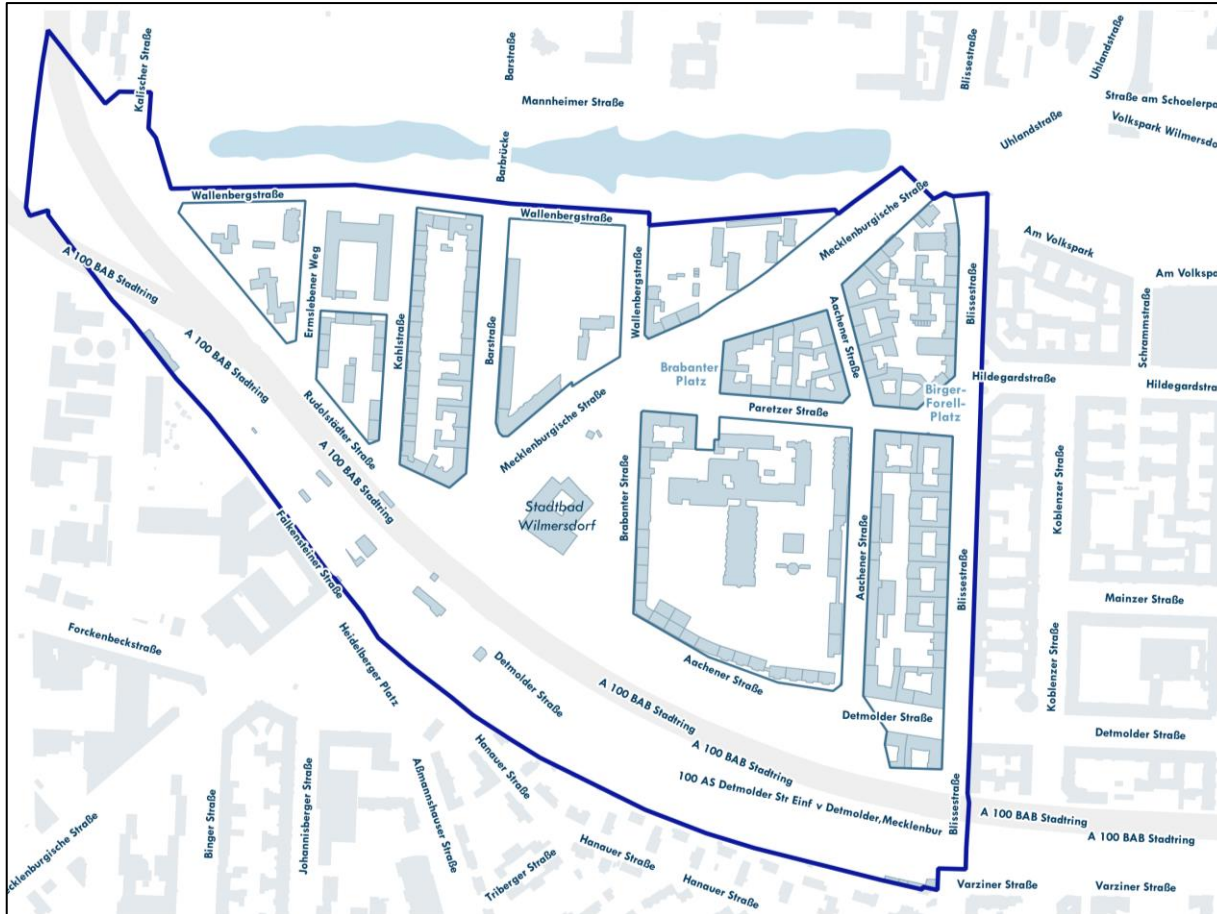 Kalischer Straße
Barstraße
Blissestraße
Uhlandstraße
Mannheimer Straße
Straße am Schoelerpa
Volkspark Wilmersd
Uhlandstraße
Barbrücke
Wallenbergstraße
Wallenbergstraße
Mecklenburgische Straße
Am Volkspark
Am Volkspa
A 100 BAB Stadtring
Ermslebener Weg
Wallenbergstraße
Blissestraße
Schrammstraße
A 100 BAB Stadtring
Kahlstraße
Barstraße
Aachener Straße
Brabanter
Platz
Hildegardstraße
Hildegardstra
Birger-
Forell-
Platz
Rudolstädter Straße
Mecklenburgische Straße
Paretzer Straße
A 100 BAB Stadtring
Stadtbad
Wilmersdorf
Brabanter Straße
Koblenzer Straße
Falkensteiner Straße
Aachener Straße
Blissestraße
Mainzer Straße
Forckenbeckstraße
Heidelberger Platz
Detmolder Straße
Aachener Straße
Koblenzer Straße
A 100 BAB Stadtring
Detmolder Straße
Detmolder Straße
A 100 BAB Stadtring
Hanauer Straße
100 AS Detmolder Str Einf v Detmolder,Mecklenbur
Blissestraße
A 100 BAB Stadtring
A 100 BAB Stadtring
Binger Straße
Johannisberger Straße
Aßmannshauser Straße
Hanauer Straße
ecklenburgische Straße
Triberger Straße
Hanauer Straße
Varziner Straße
Varziner Straße